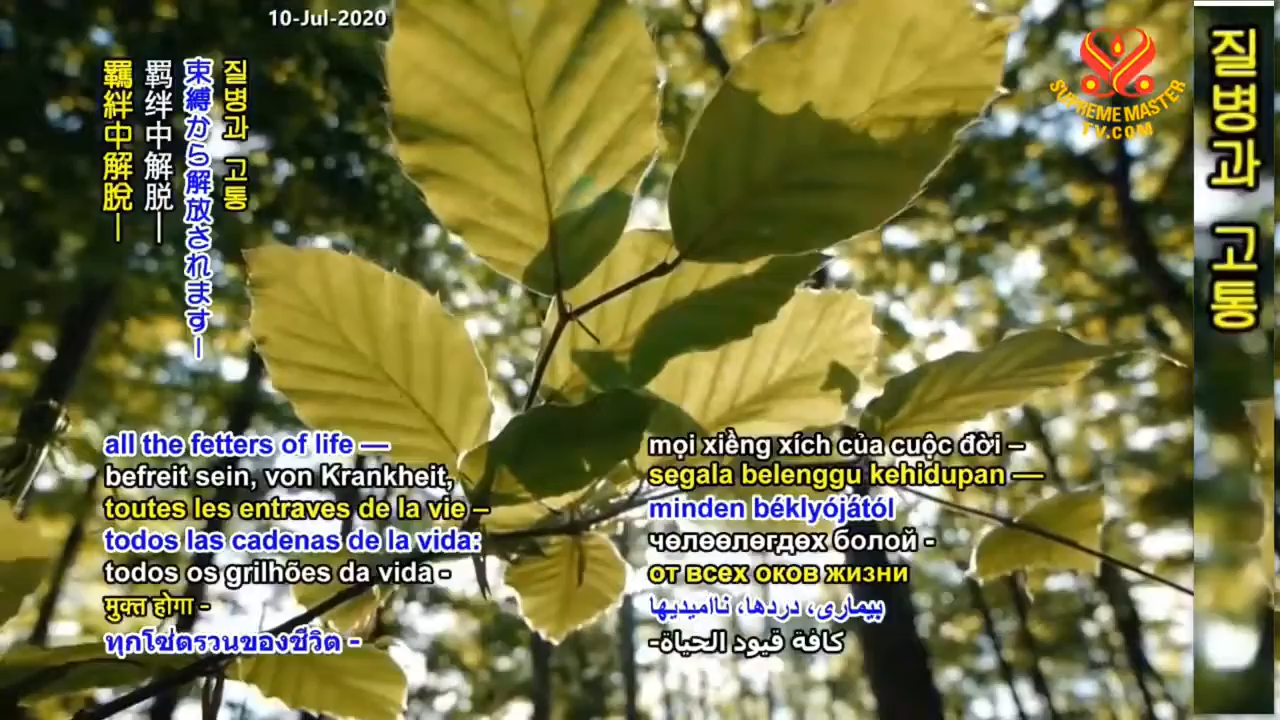 10-Jul-2020
질병과 고통
束縛から解放されます—
羁绊中解脱—
羈絆中解脫—
SUPREME MASTER
TV.COM
질병과 고통
all the fetters of life —
befreit sein, von Krankheit,
toutes les entraves de la vie –
todos las cadenas de la vida:
todos os grilhões da vida -
मुक्त होगा -
ทุกโซ่ตรวนของชีวิต -
mọi xiềng xích của cuộc đời –
segala belenggu kehidupan —
minden béklyójától
чөлөөлөгдөх болой -
от всех оков жизни
بیماری، دردها، ناامیدیها
كافة قيود الحياة-